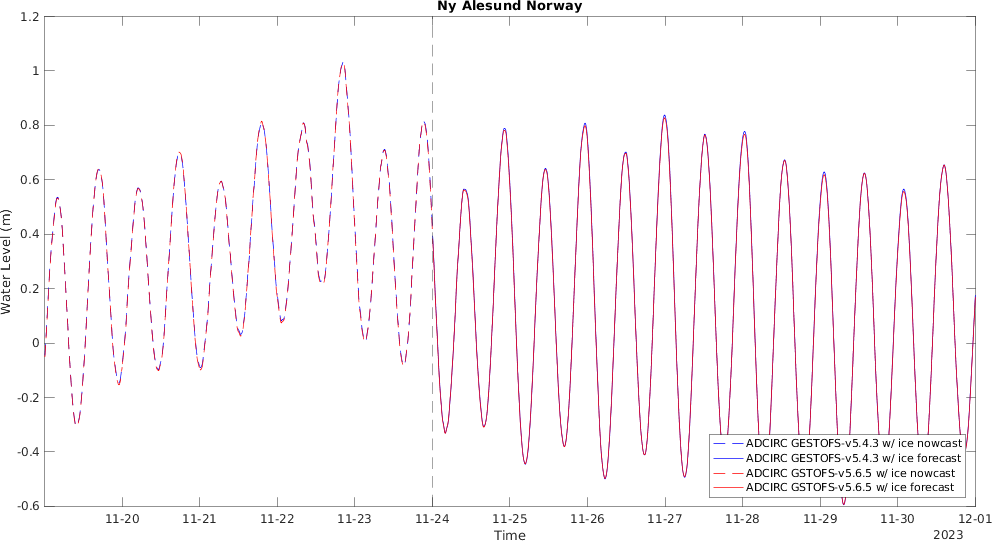 Ny Alesund Norway
1.2
1
0.8
0.6
0.4
0.2
0
-0.2
-0.4
-0.6
Water Level (m)
ADCIRC GESTOFS-v5.4.3 w/ ice nowcast
ADCIRC GESTOFS-v5.4.3 w/ ice forecast
ADCIRC GSTOFS-v5.6.5 w/ ice nowcast
ADCIRC GSTOFS-v5.6.5 w/ ice forecast
11-20 11-21 11-22 11-23 11-24 11-25 11-26 11-27 11-28 11-29 11-30 12-01
Time
2023